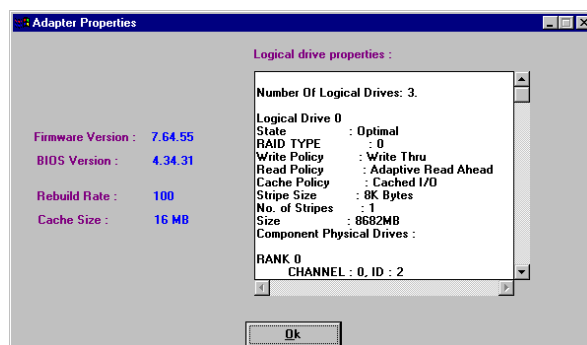 Adapter Properties
Logical drive properties :
Number Of Logical Drives: 3.
Logical Drive 0
State : Optimal
RAID TYPE : 0
Write Policy : Write Thru
Read Policy : Adaptive Read Ahead
Cache Policy : Cached I/O
Stripe Size : 8K Bytes
No. of Stripes : 1
Size : 8682MB
Component Physical Drives :
RANK 0
CHANNEL : 0, ID : 2
Firmware Version : 7.64.55
BIOS Version : 4.34.31
Rebuild Rate : 100
Cache Size : 16 MB
Ok